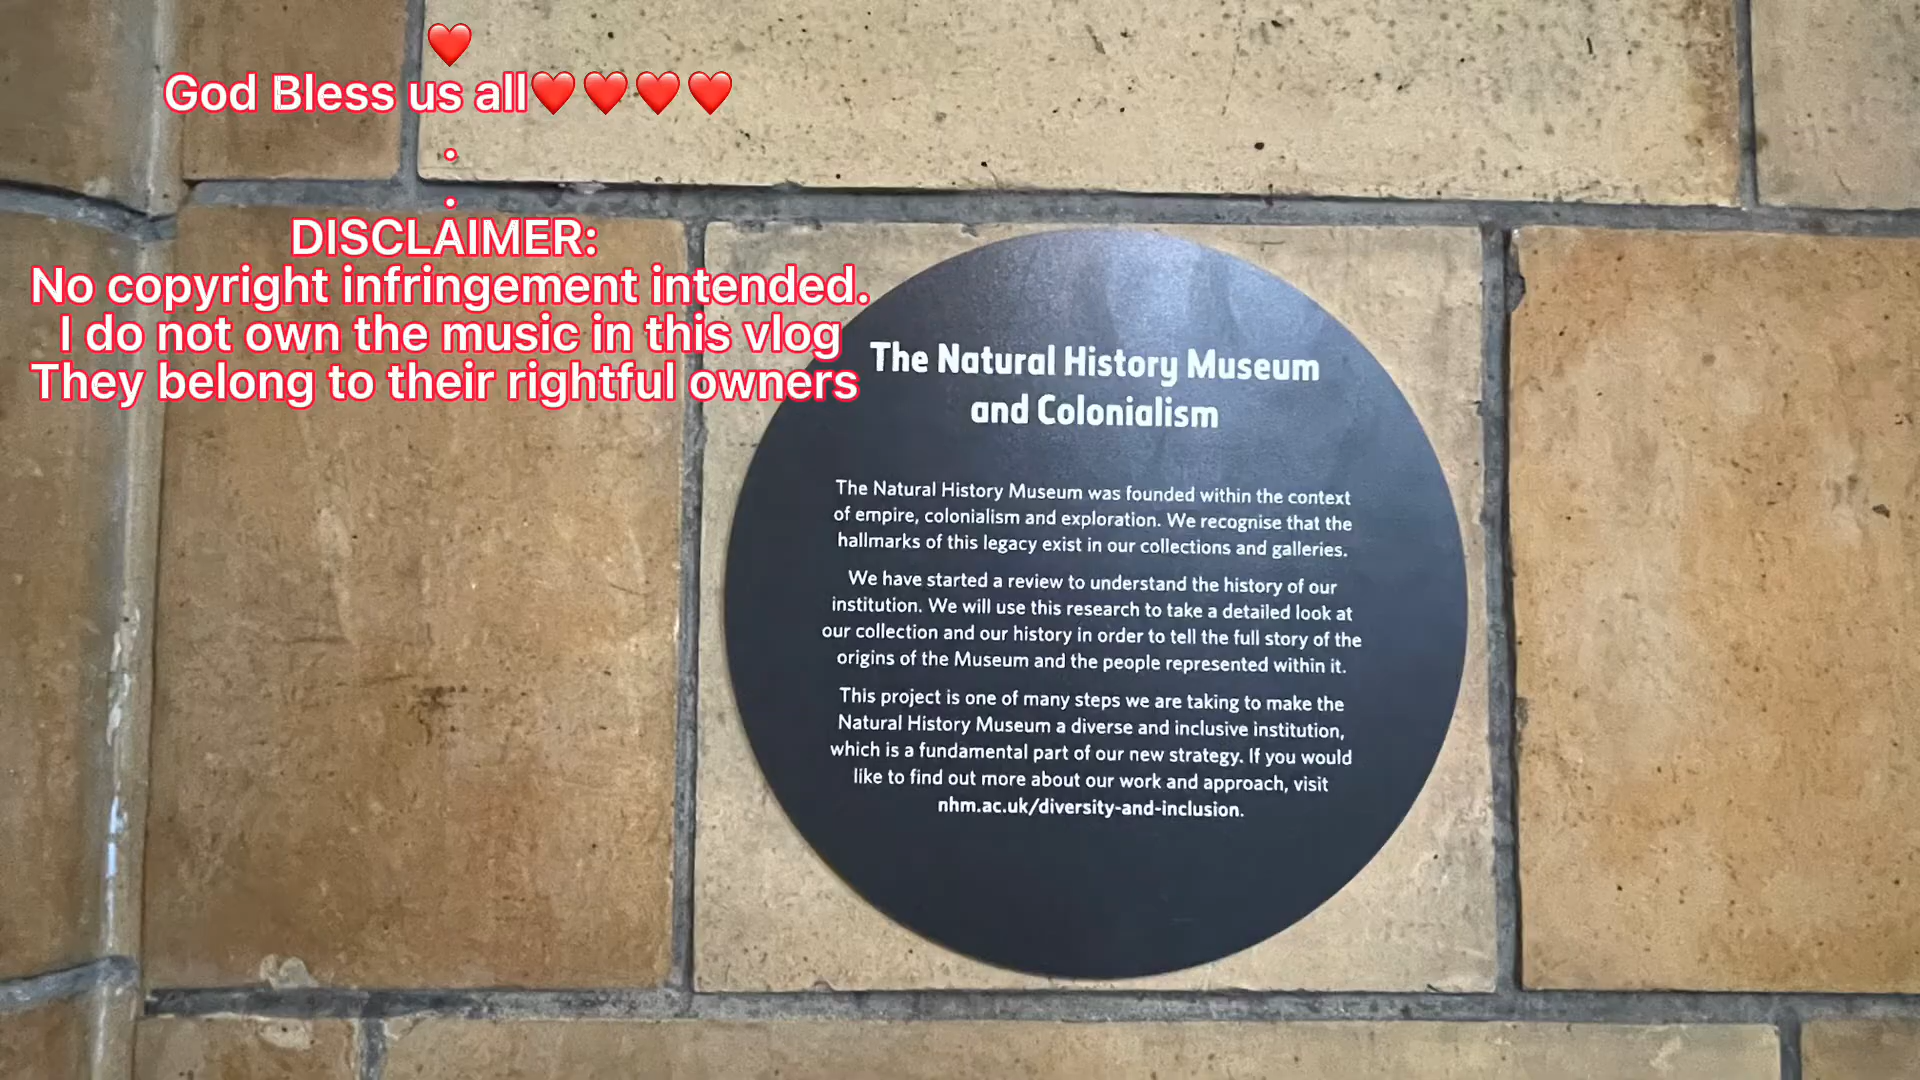 ❤️
God Bless us all❤️❤️❤️❤️
.
.
DISCLAIMER:
No copyright infringement intended.
I do not own the music in this vlog
They belong to their rightful owners
The Natural History Museum
and Colonialism
The Natural History Museum was founded within the context
of empire, colonialism and exploration. We recognise that the
hallmarks of this legacy exist in our collections and galleries.
We have started a review to understand the history of our
institution. We will use this research to take a detailed look at
our collection and our history in order to tell the full story of the
origins of the Museum and the people represented within it.
This project is one of many steps we are taking to make the
Natural History Museum a diverse and inclusive institution,
which is a fundamental part of our new strategy. If you would
like to find out more about our work and approach, visit
nhm.ac.uk/diversity-and-inclusion.